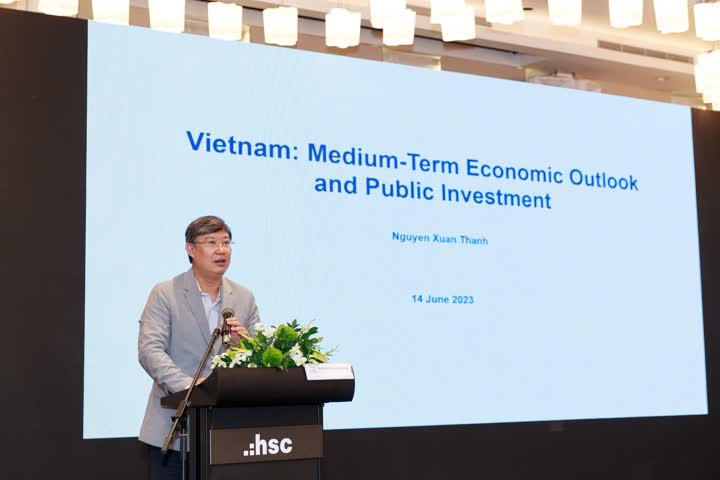 Vietnam: Medium-Term Economic Outlook
and Public Investment
Nguyen Xuan Thanh
14 June 2023
.:hsc